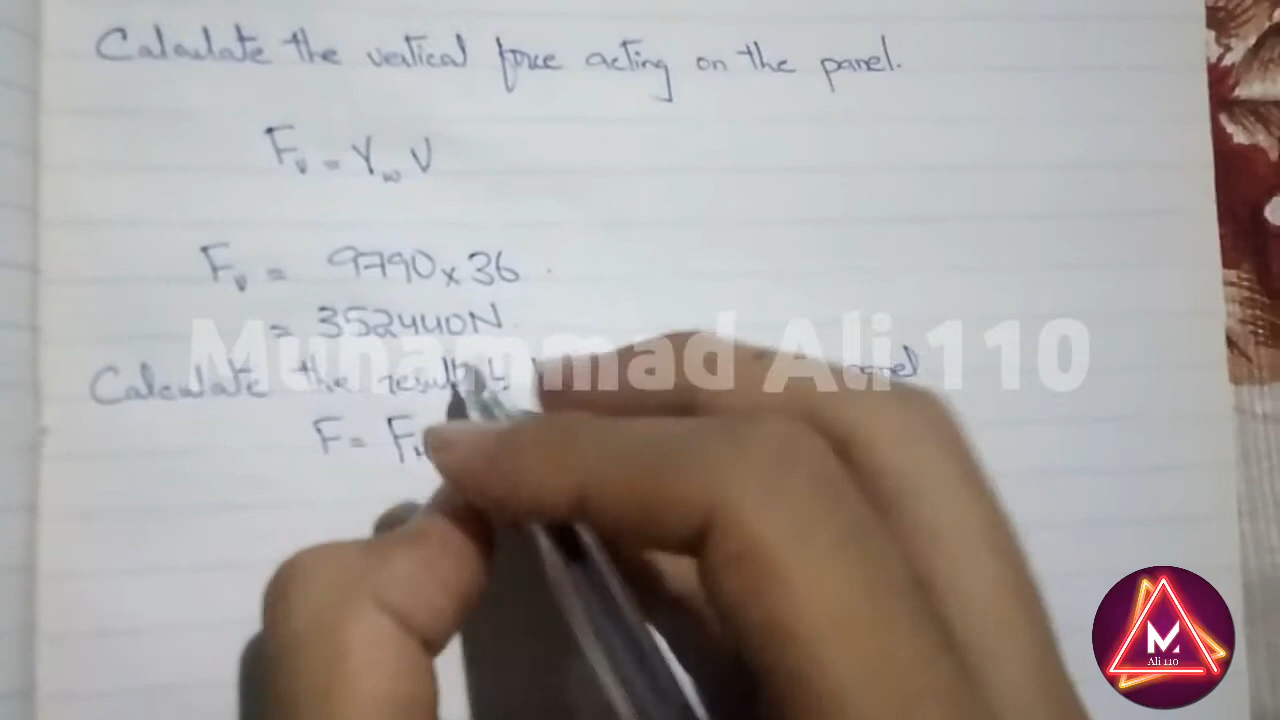 Calculate the vertical force acting on the panel.
Fv = γw V
Fv = 9790 x 36
= 352440N
Muhammad Ali 110
Calculate the result
F = F
M
Ali 110